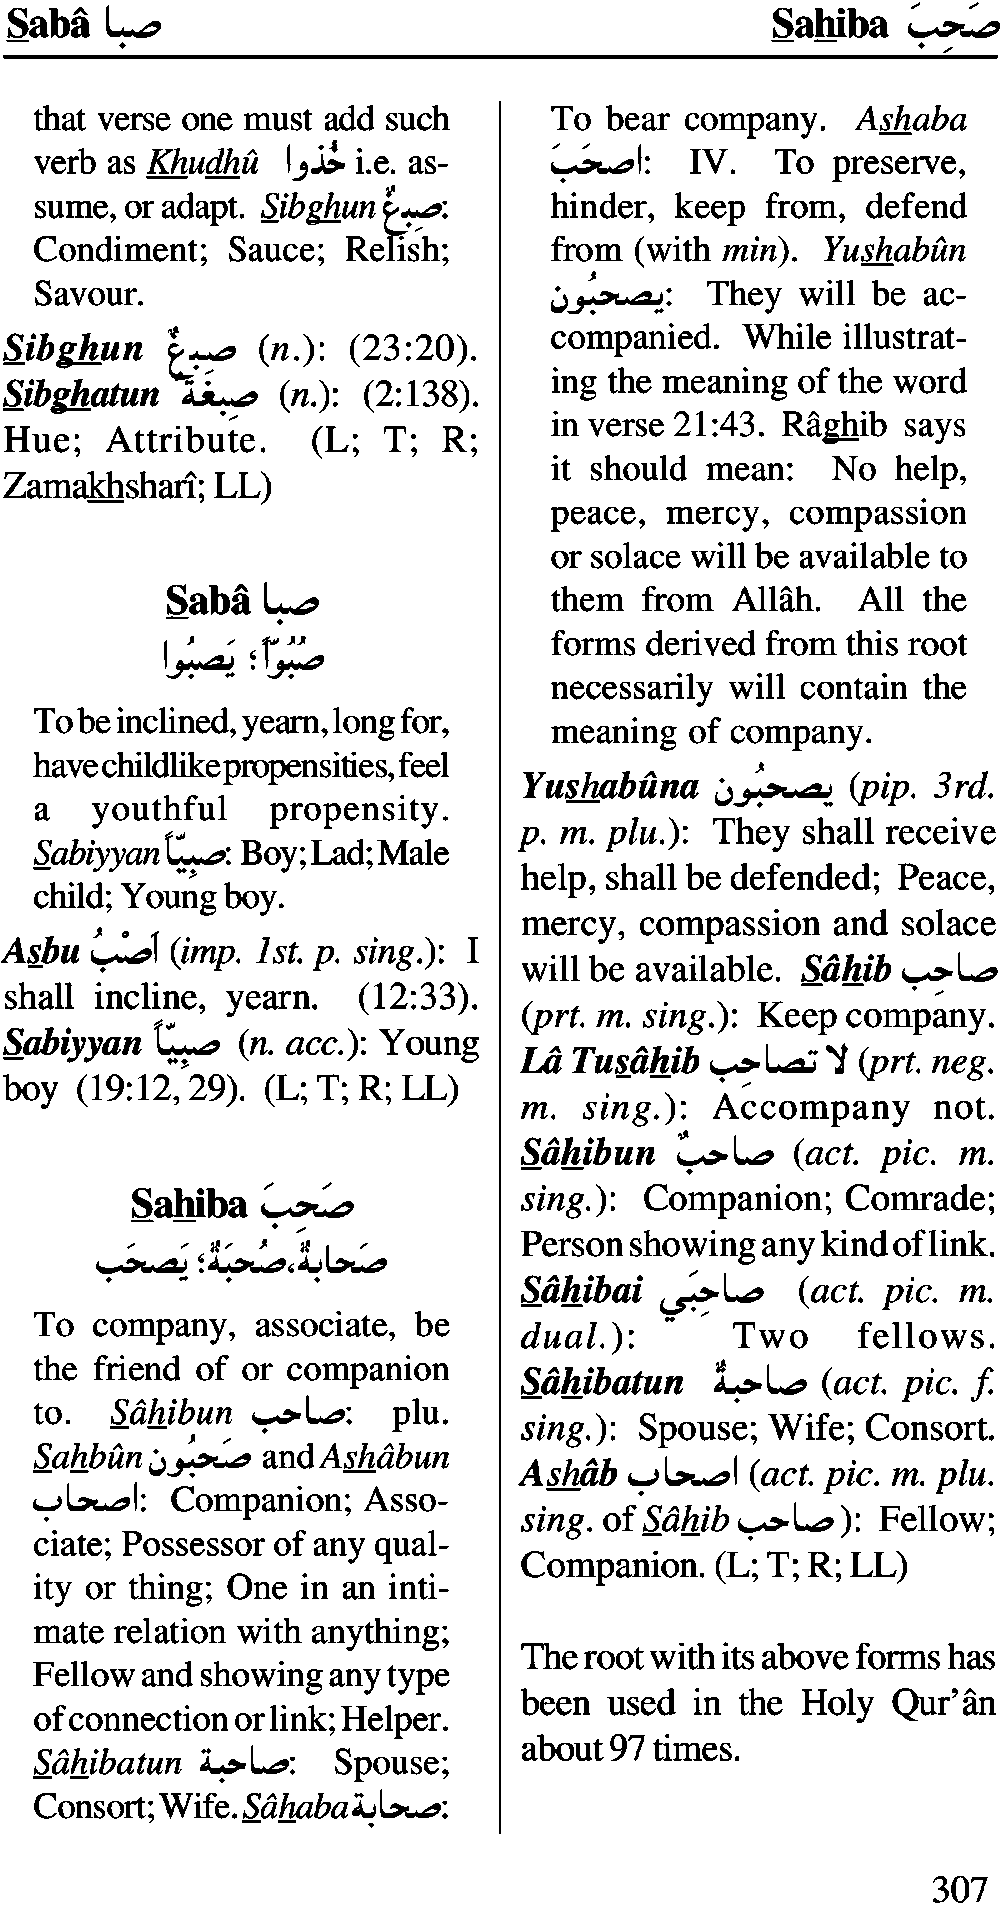 Sabâ صبا
Sahiba صَحِبَ
that verse one must add such
verb as Khudhû خُذوا i.e. as-
sume, or adapt. Sibghun صِبغٌ:
Condiment; Sauce; Relish;
Savour.
Sibghun صِبغٌ (n.): (23:20).
Sibghatun صِبغَةً (n.): (2:138).
Hue; Attribute. (L; T; R;
Zamakhsharî; LL)
Sabâ صبا
صُبُوّاً؛ يَصبُوا
To be inclined, yearn, long for,
have childlike propensities, feel
a youthful propensity.
Sabiyyan صبِيّاً: Boy; Lad; Male
child; Young boy.
Asbu اَصْبُ (imp. 1st. p. sing.): I
shall incline, yearn. (12:33).
Sabiyyan صبِيّاً (n. acc.): Young
boy (19:12, 29). (L; T; R; LL)
Sahiba صَحِبَ
صَحابةٌ، صُحبَةٌ؛ يَصحَب
To company, associate, be
the friend of or companion
to. Sâhibun صاحب: plu.
Sahbûn صَحبُون and Ashâbun
اصحاب: Companion; Asso-
ciate; Possessor of any qual-
ity or thing; One in an inti-
mate relation with anything;
Fellow and showing any type
of connection or link; Helper.
Sâhibatun صاحبة: Spouse;
Consort; Wife. Sâhaba صحابة:
To bear company. Ashaba
اصحَبَ: IV. To preserve,
hinder, keep from, defend
from (with min). Yushabûn
يصحبُون: They will be ac-
companied. While illustrat-
ing the meaning of the word
in verse 21:43. Râghib says
it should mean: No help,
peace, mercy, compassion
or solace will be available to
them from Allâh. All the
forms derived from this root
necessarily will contain the
meaning of company.
Yushabûna يصحبُون (pip. 3rd.
p. m. plu.): They shall receive
help, shall be defended; Peace,
mercy, compassion and solace
will be available. Sâhib صاحِب
(prt. m. sing.): Keep company.
Lâ Tusâhib لا تصاحِب (prt. neg.
m. sing.): Accompany not.
Sâhibun صاحبٌ (act. pic. m.
sing.): Companion; Comrade;
Person showing any kind of link.
Sâhibai صاحِبَي (act. pic. m.
dual.): Two fellows.
Sâhibatun صاحبةٌ (act. pic. f.
sing.): Spouse; Wife; Consort.
Ashâb اصحاب (act. pic. m. plu.
sing. of Sâhib صاحب): Fellow;
Companion. (L; T; R; LL)
The root with its above forms has
been used in the Holy Qur’ân
about 97 times.
307